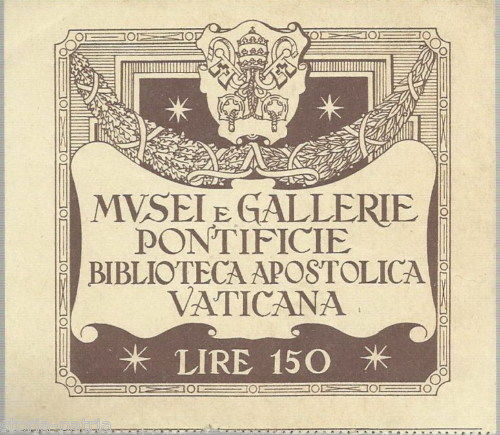 MVSEI E GALLERIE
PONTIFICIE
BIBLIOTECA APOSTOLICA
VATICANA
LIRE 150